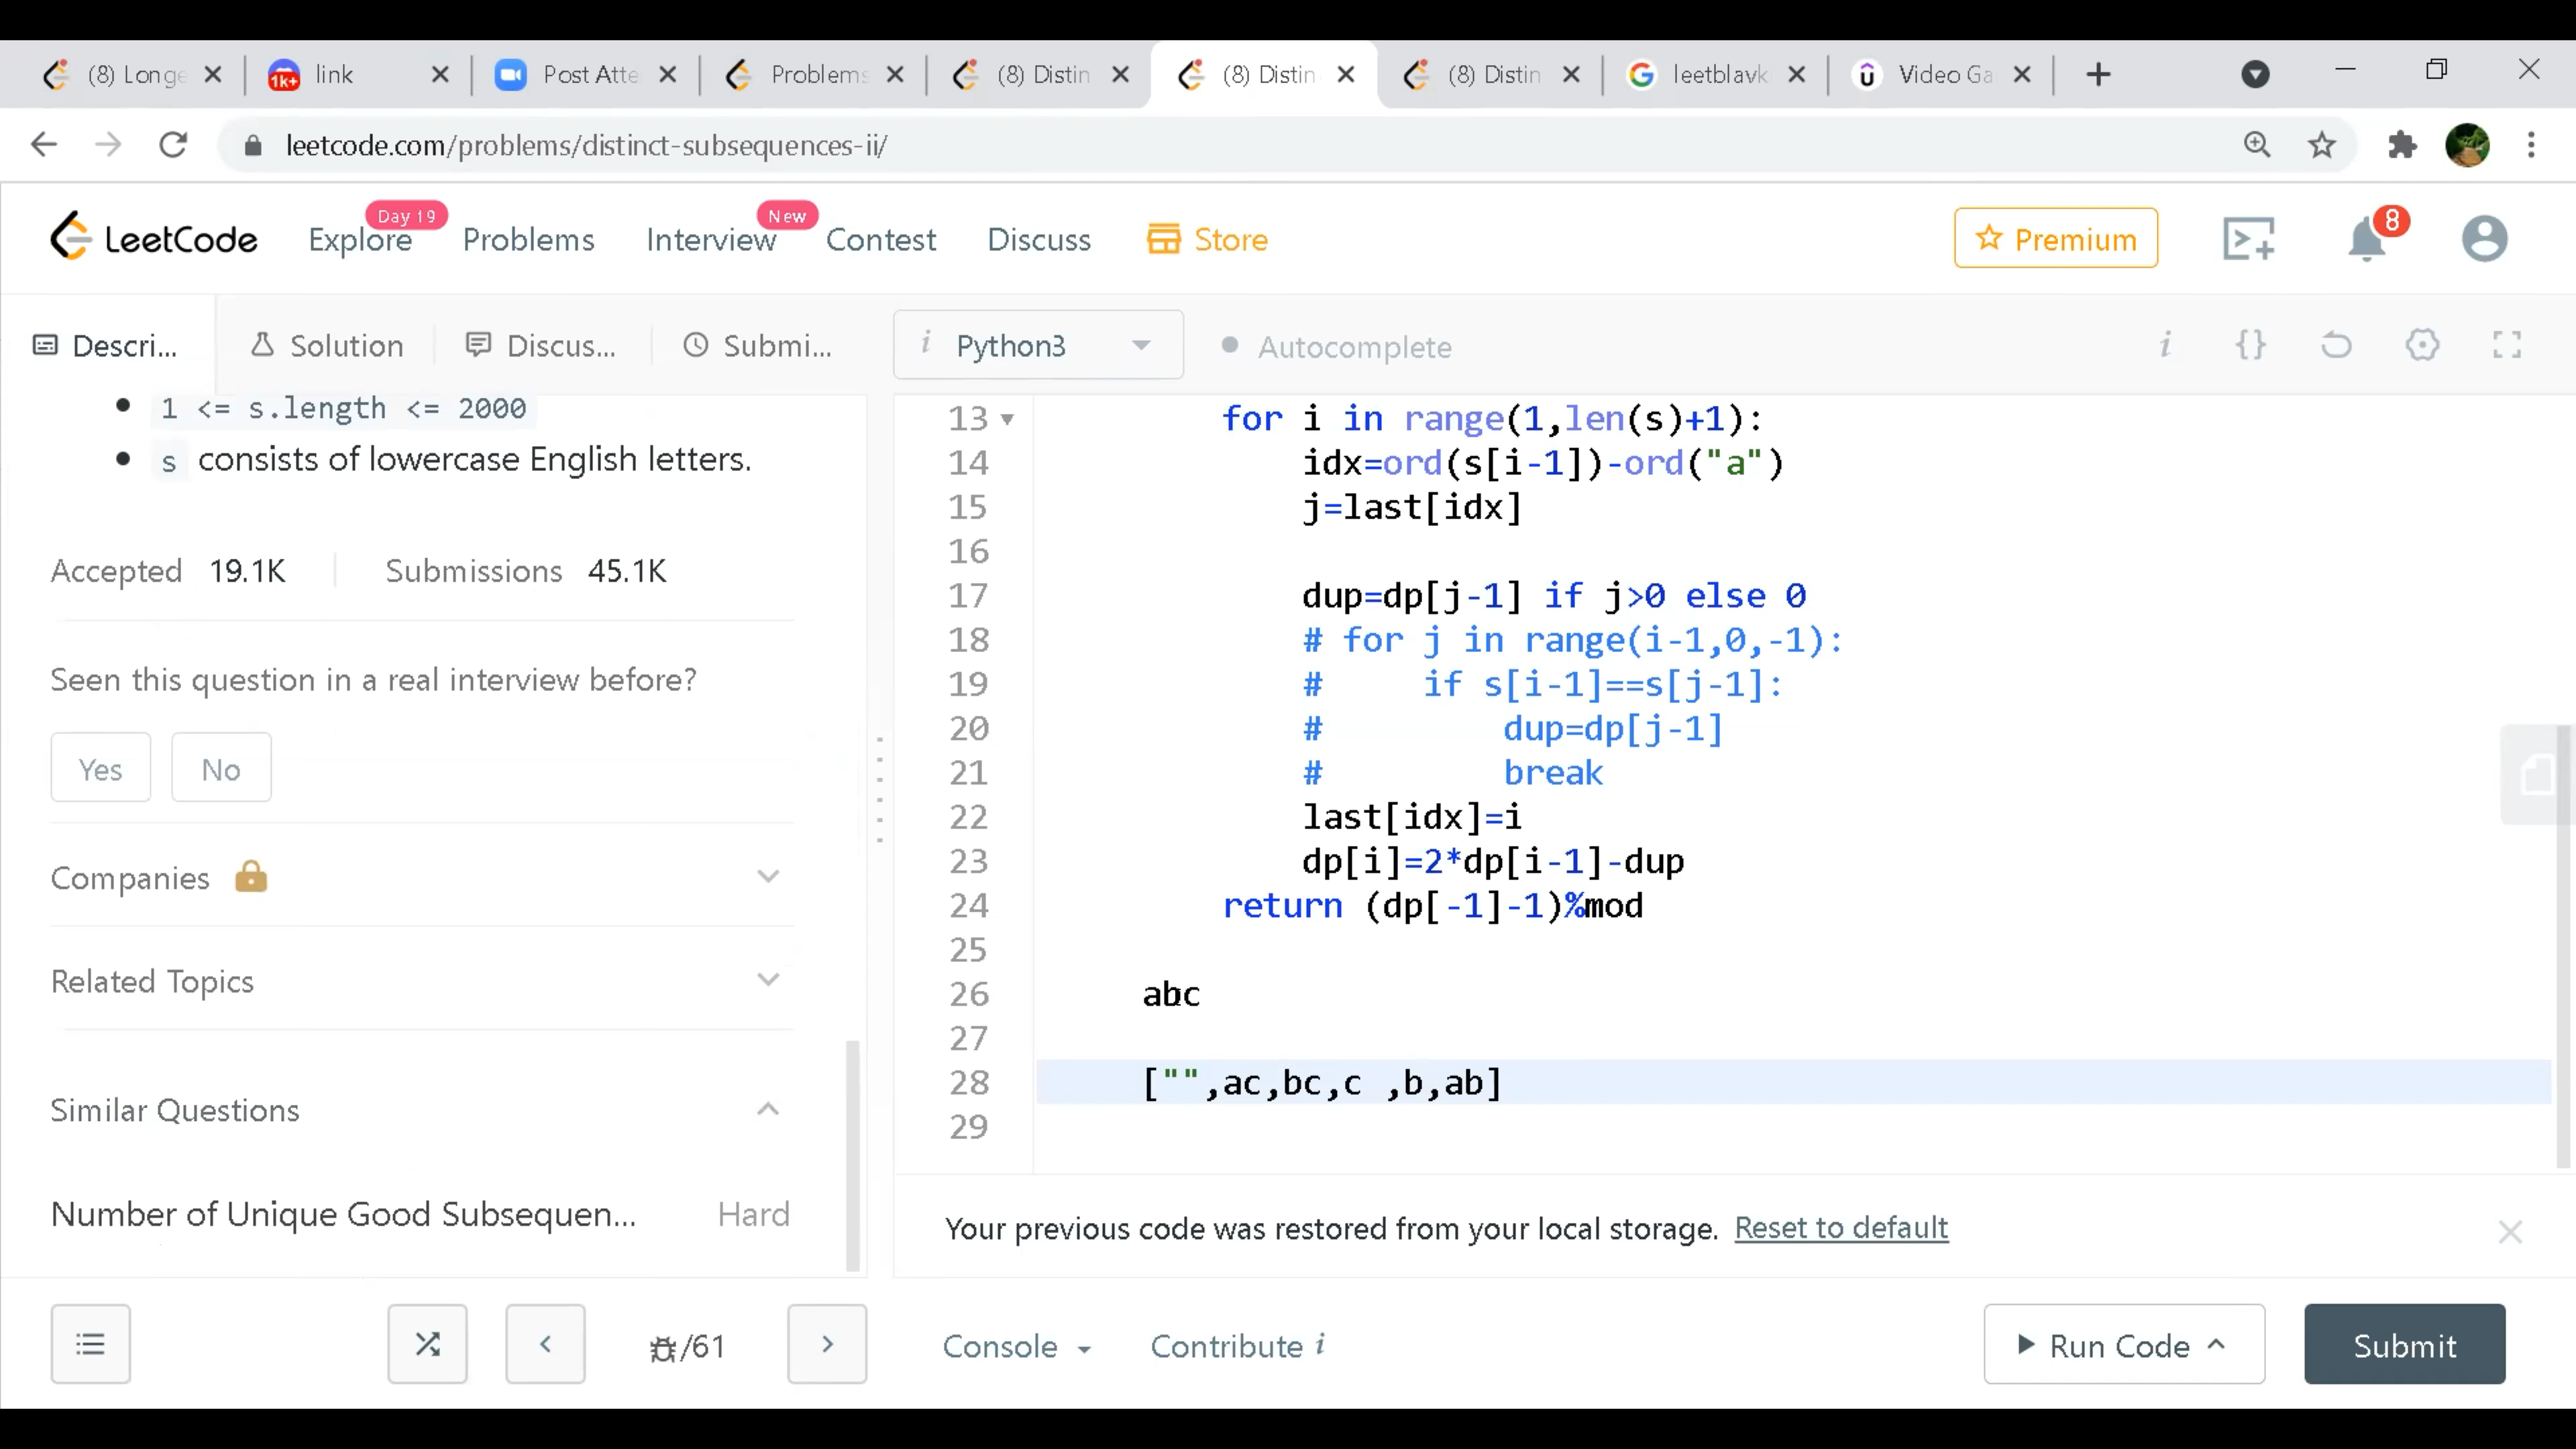 (8) Longe
1k+
link
Post Atte
Problems
(8) Distin
(8) Distin
(8) Distin
leetblavk
Video Ga
leetcode.com/problems/distinct-subsequences-ii/
LeetCode
Explore
Day 19
Problems
Interview
New
Contest
Discuss
Store
Premium
8
Descri...
Solution
Discus...
Submi...
i Python3
Autocomplete
i {}
1 <= s.length <= 2000
s consists of lowercase English letters.
Accepted 19.1K
Submissions 45.1K
Seen this question in a real interview before?
Yes
No
Companies
Related Topics
Similar Questions
Number of Unique Good Subsequen...
Hard
13 for i in range(1,len(s)+1):
14 idx=ord(s[i-1])-ord("a")
15 j=last[idx]
16
17 dup=dp[j-1] if j>0 else 0
18 # for j in range(i-1,0,-1):
19 # if s[i-1]==s[j-1]:
20 # dup=dp[j-1]
21 # break
22 last[idx]=i
23 dp[i]=2*dp[i-1]-dup
24 return (dp[-1]-1)%mod
25
26 abc
27
28 ["",ac,bc,c ,b,ab]
29
Your previous code was restored from your local storage. Reset to default
/61
Console
Contribute i
Run Code
Submit